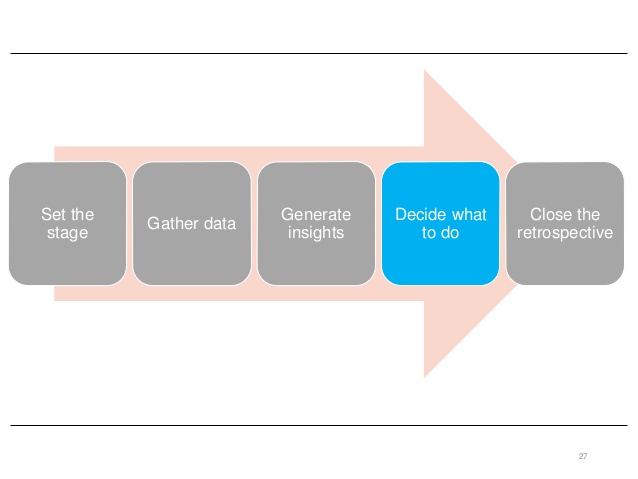 Set the
stage
Gather data
Generate
insights
Decide what
to do
Close the
retrospective
27